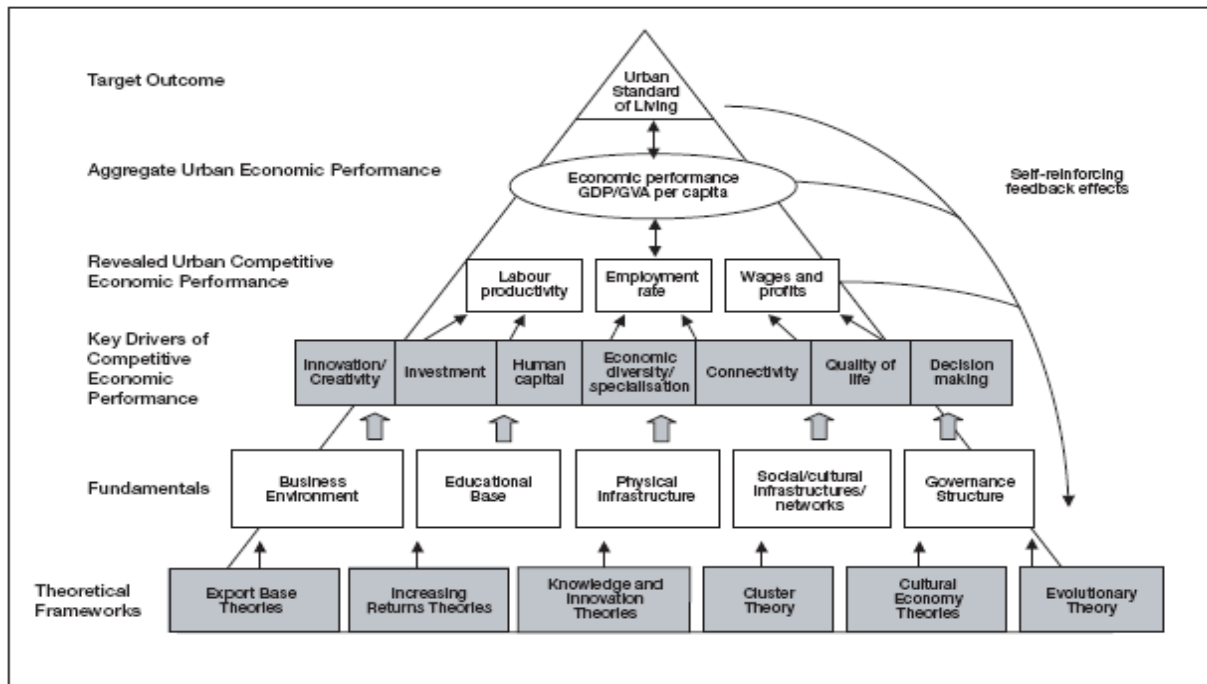 Target Outcome
Urban
Standard
of Living
Aggregate Urban Economic Performance
Economic performance
GDP/GVA per capita
Self-reinforcing
feedback effects
Revealed Urban Competitive
Economic Performance
Labour
productivity
Employment
rate
Wages and
profits
Key Drivers of
Competitive
Economic
Performance
Innovation/
Creativity
Investment
Human
capital
Economic
diversity/
specialisation
Connectivity
Quality of
life
Decision
making
Fundamentals
Business
Environment
Educational
Base
Physical
Infrastructure
Social/cultural
Infrastructures/
networks
Governance
Structure
Theoretical
Frameworks
Export Base
Theories
Increasing
Returns Theories
Knowledge and
Innovation
Theories
Cluster
Theory
Cultural
Economy
Theories
Evolutionary
Theory